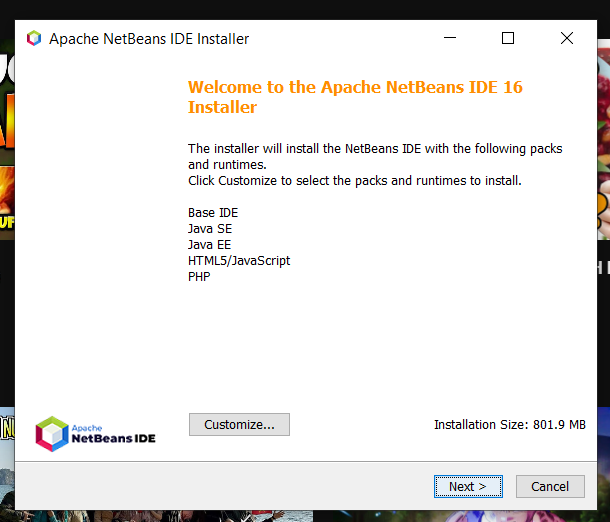 Apache NetBeans IDE Installer
Welcome to the Apache NetBeans IDE 16
Installer
The installer will install the NetBeans IDE with the following packs
and runtimes.
Click Customize to select the packs and runtimes to install.
Base IDE
Java SE
Java EE
HTML5/JavaScript
PHP
Apache
NetBeans IDE
Customize...
Installation Size: 801.9 MB
Next >
Cancel